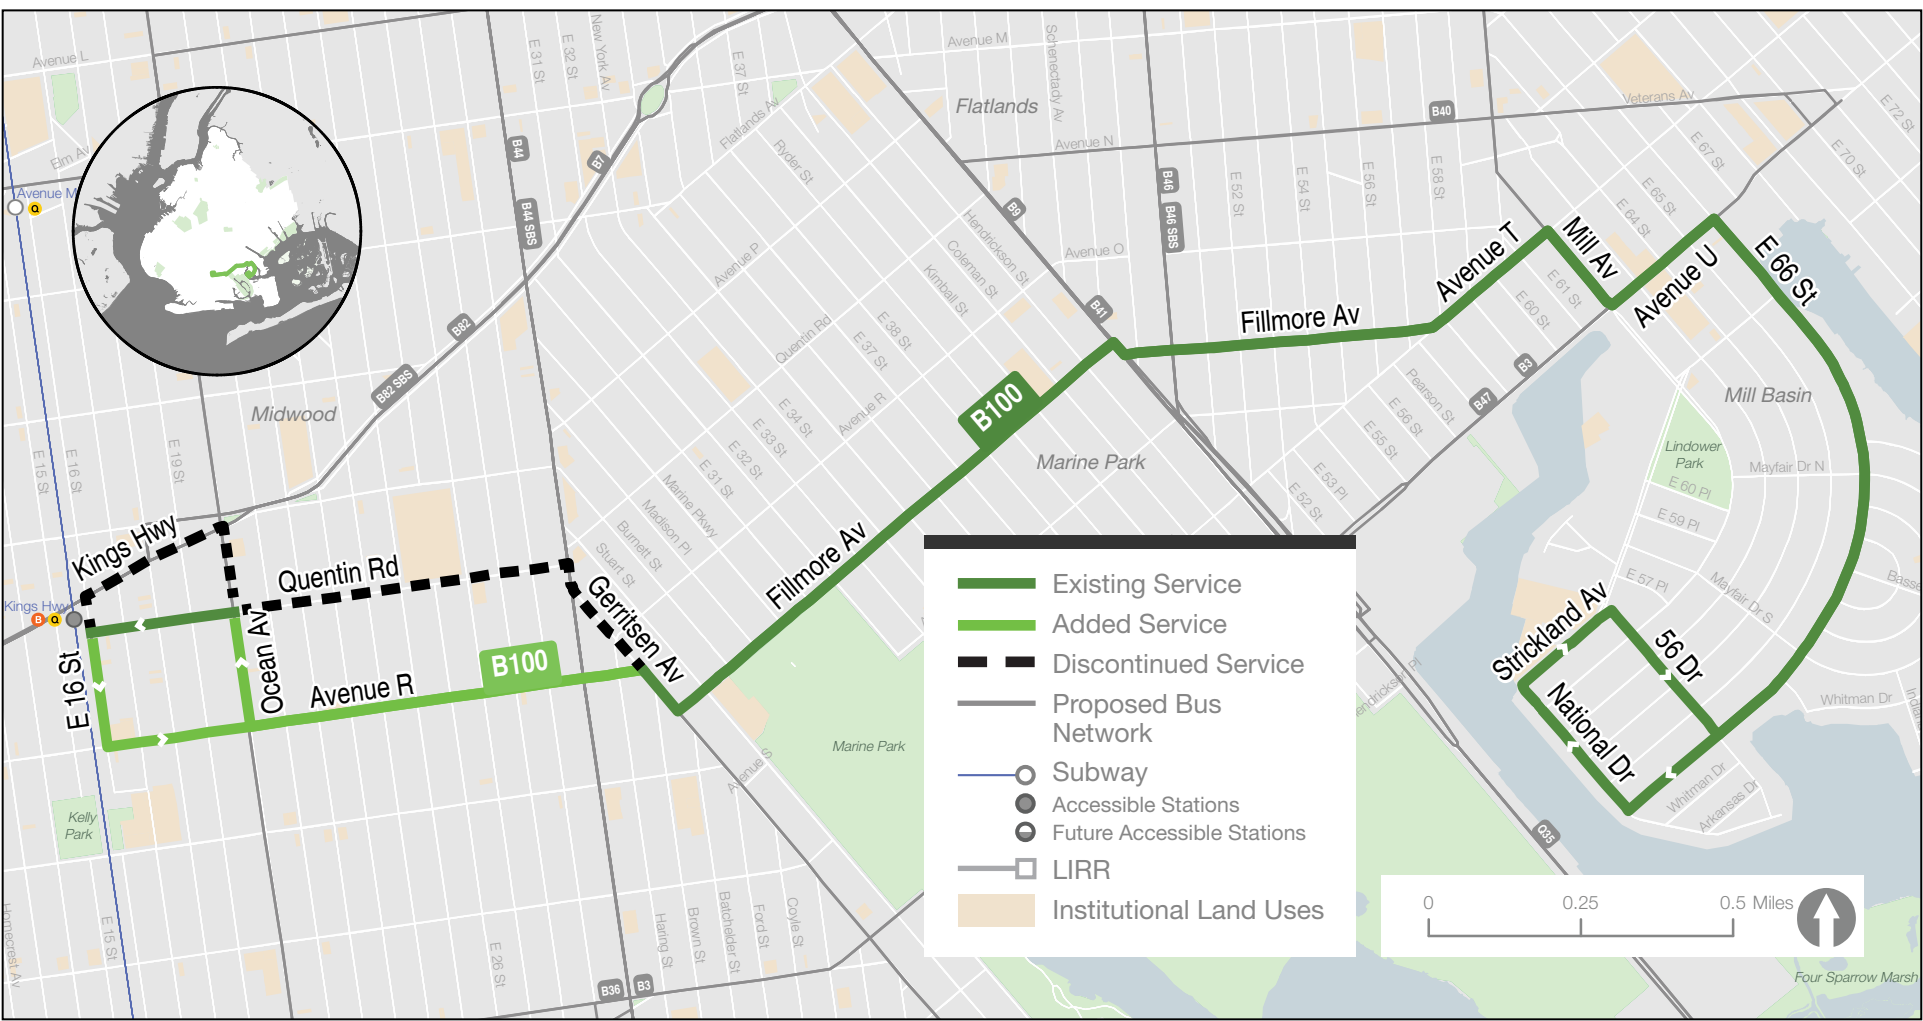 Avenue L
Elm Av
Avenue M
Q
E 31 St
E 32 St
New York Av
E 37 St
Flatlands Av
Ryder St
Avenue M
Schenectady Av
Flatlands
Avenue N
B40
Veterans Av
E 72 St
E 70 St
E 67 St
E 65 St
E 64 St
B44
B44 SBS
B7
B9
B46
B46 SBS
E 52 St
E 54 St
E 56 St
E 58 St
Hendrickson St
Coleman St
Kimball St
Avenue O
Avenue P
B82
B82 SBS
B41
Quentin Rd
E 38 St
E 37 St
Avenue R
E 34 St
E 33 St
E 32 St
E 31 St
Marine Pkwy
Madison Pl
Burnett St
Stuart St
Midwood
E 19 St
E 15 St
E 16 St
Fillmore Av
Avenue T
Mill Av
Avenue U
E 66 St
E 61 St
E 60 St
B3
B47
Pearson St
E 56 St
E 55 St
E 53 Pl
E 52 St
B100
Marine Park
Mill Basin
Lindower
Park
E 60 Pl
Mayfair Dr N
E 59 Pl
E 57 Pl
Mayfair Dr S
Basse
Kings Hwy
Kings Hwy
B
Q
Quentin Rd
Gerritsen Av
Fillmore Av
E 16 St
Ocean Av
Avenue R
B100
Strickland Av
56 Dr
National Dr
Whitman Dr
Indian
Whitman Dr
Arkansas Dr
Hendrickson Pl
Marine Park
Avenue S
Kelly
Park
Q35
Existing Service
Added Service
Discontinued Service
Proposed Bus
Network
Subway
Accessible Stations
Future Accessible Stations
LIRR
Institutional Land Uses
0
0.25
0.5 Miles
Four Sparrow Marsh
Homecrest Av
E 15 St
E 26 St
B36
B3
Haring St
Brown St
Batchelder St
Ford St
Coyle St